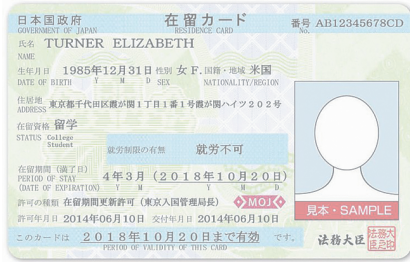 日本国政府 在留カード 番号 AB12345678CD
GOVERNMENT OF JAPAN RESIDENCE CARD No.
氏名 TURNER ELIZABETH
NAME
生年月日 1985年12月31日 性別 女 F. 国籍・地域 米国
DATE OF BIRTH Y M D SEX NATIONALITY/REGION
住居地 東京都千代田区霞が関1丁目1番1号霞が関ハイツ202号
ADDRESS
在留資格 留学
STATUS College Student
就労制限の有無 就労不可
在留期間(満了日) 4年3月(2018年10月20日)
PERIOD OF STAY Y M Y M D
(DATE OF EXPIRATION)
許可の種類 在留期間更新許可(東京入国管理局長) MOJ
許可年月日 2014年06月10日 交付年月日 2014年06月10日
見本・SAMPLE
このカードは 2018年10月20日まで有効 です。
PERIOD OF VALIDITY OF THIS CARD
法務大臣